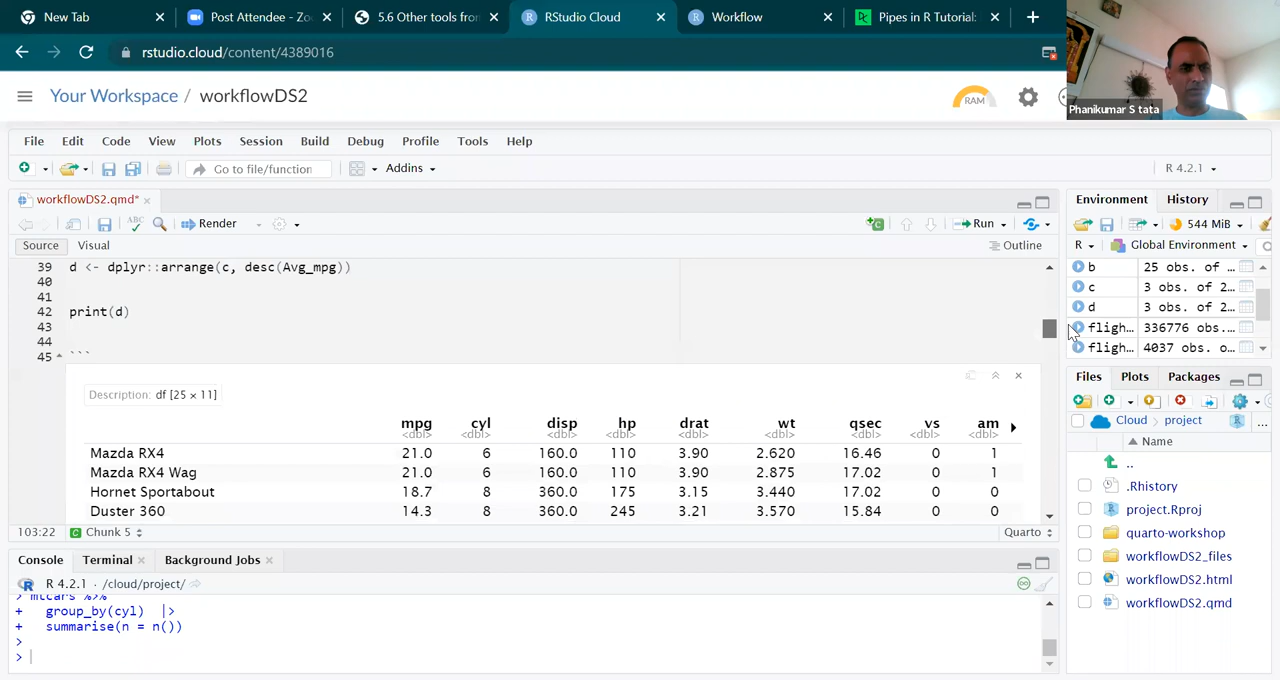 New Tab
Post Attendee - Zo
5.6 Other tools from
RStudio Cloud
Workflow
Pipes in R Tutorial:
rstudio.cloud/content/4389016
Your Workspace / workflowDS2
RAM
Phanikumar S tata
File Edit Code View Plots Session Build Debug Profile Tools Help
Go to file/function
Addins
R 4.2.1
workflowDS2.qmd*
Environment History
ABC
Render
Run
544 MiB
Source Visual
Outline
R Global Environment
39 d <- dplyr::arrange(c, desc(Avg_mpg))
40
41
42 print(d)
43
44
45 ```
b 25 obs. of …
c 3 obs. of 2…
d 3 obs. of 2…
fligh… 336776 obs.…
fligh… 4037 obs. o…
Description: df [25 × 11]
mpg cyl disp hp drat wt qsec vs am
<dbl> <dbl> <dbl> <dbl> <dbl> <dbl> <dbl> <dbl> <dbl>
Mazda RX4 21.0 6 160.0 110 3.90 2.620 16.46 0 1
Mazda RX4 Wag 21.0 6 160.0 110 3.90 2.875 17.02 0 1
Hornet Sportabout 18.7 8 360.0 175 3.15 3.440 17.02 0 0
Duster 360 14.3 8 360.0 245 3.21 3.570 15.84 0 0
103:22 Chunk 5 Quarto
Files Plots Packages
Cloud project …
Name
..
.Rhistory
project.Rproj
quarto-workshop
workflowDS2_files
workflowDS2.html
workflowDS2.qmd
Console Terminal Background Jobs
R 4.2.1 · /cloud/project/
> mtcars %>%
+ group_by(cyl) |>
+ summarise(n = n())
>
>